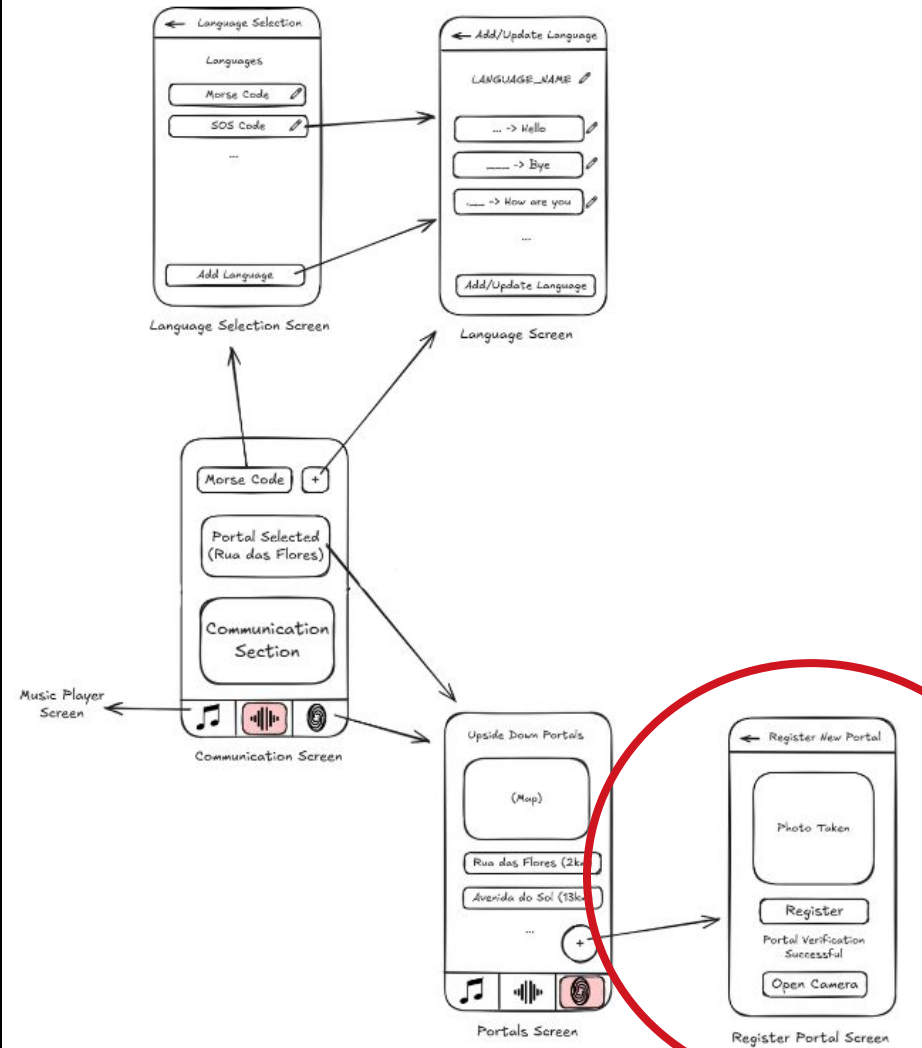 Language Selection
Languages
Morse Code
SOS Code
...
Add Language
Language Selection Screen
Add/Update Language
LANGUAGE_NAME
... -> Hello
___ -> Bye
.__ -> How are you
...
Add/Update Language
Language Screen
Morse Code
+
Portal Selected
(Rua das Flores)
Communication
Section
Music Player
Screen
Communication Screen
Upside Down Portals
(Map)
Rua das Flores (2k
Avenida do Sol (13k
...
+
Portals Screen
Register New Portal
Photo Taken
Register
Portal Verification
Successful
Open Camera
Register Portal Screen